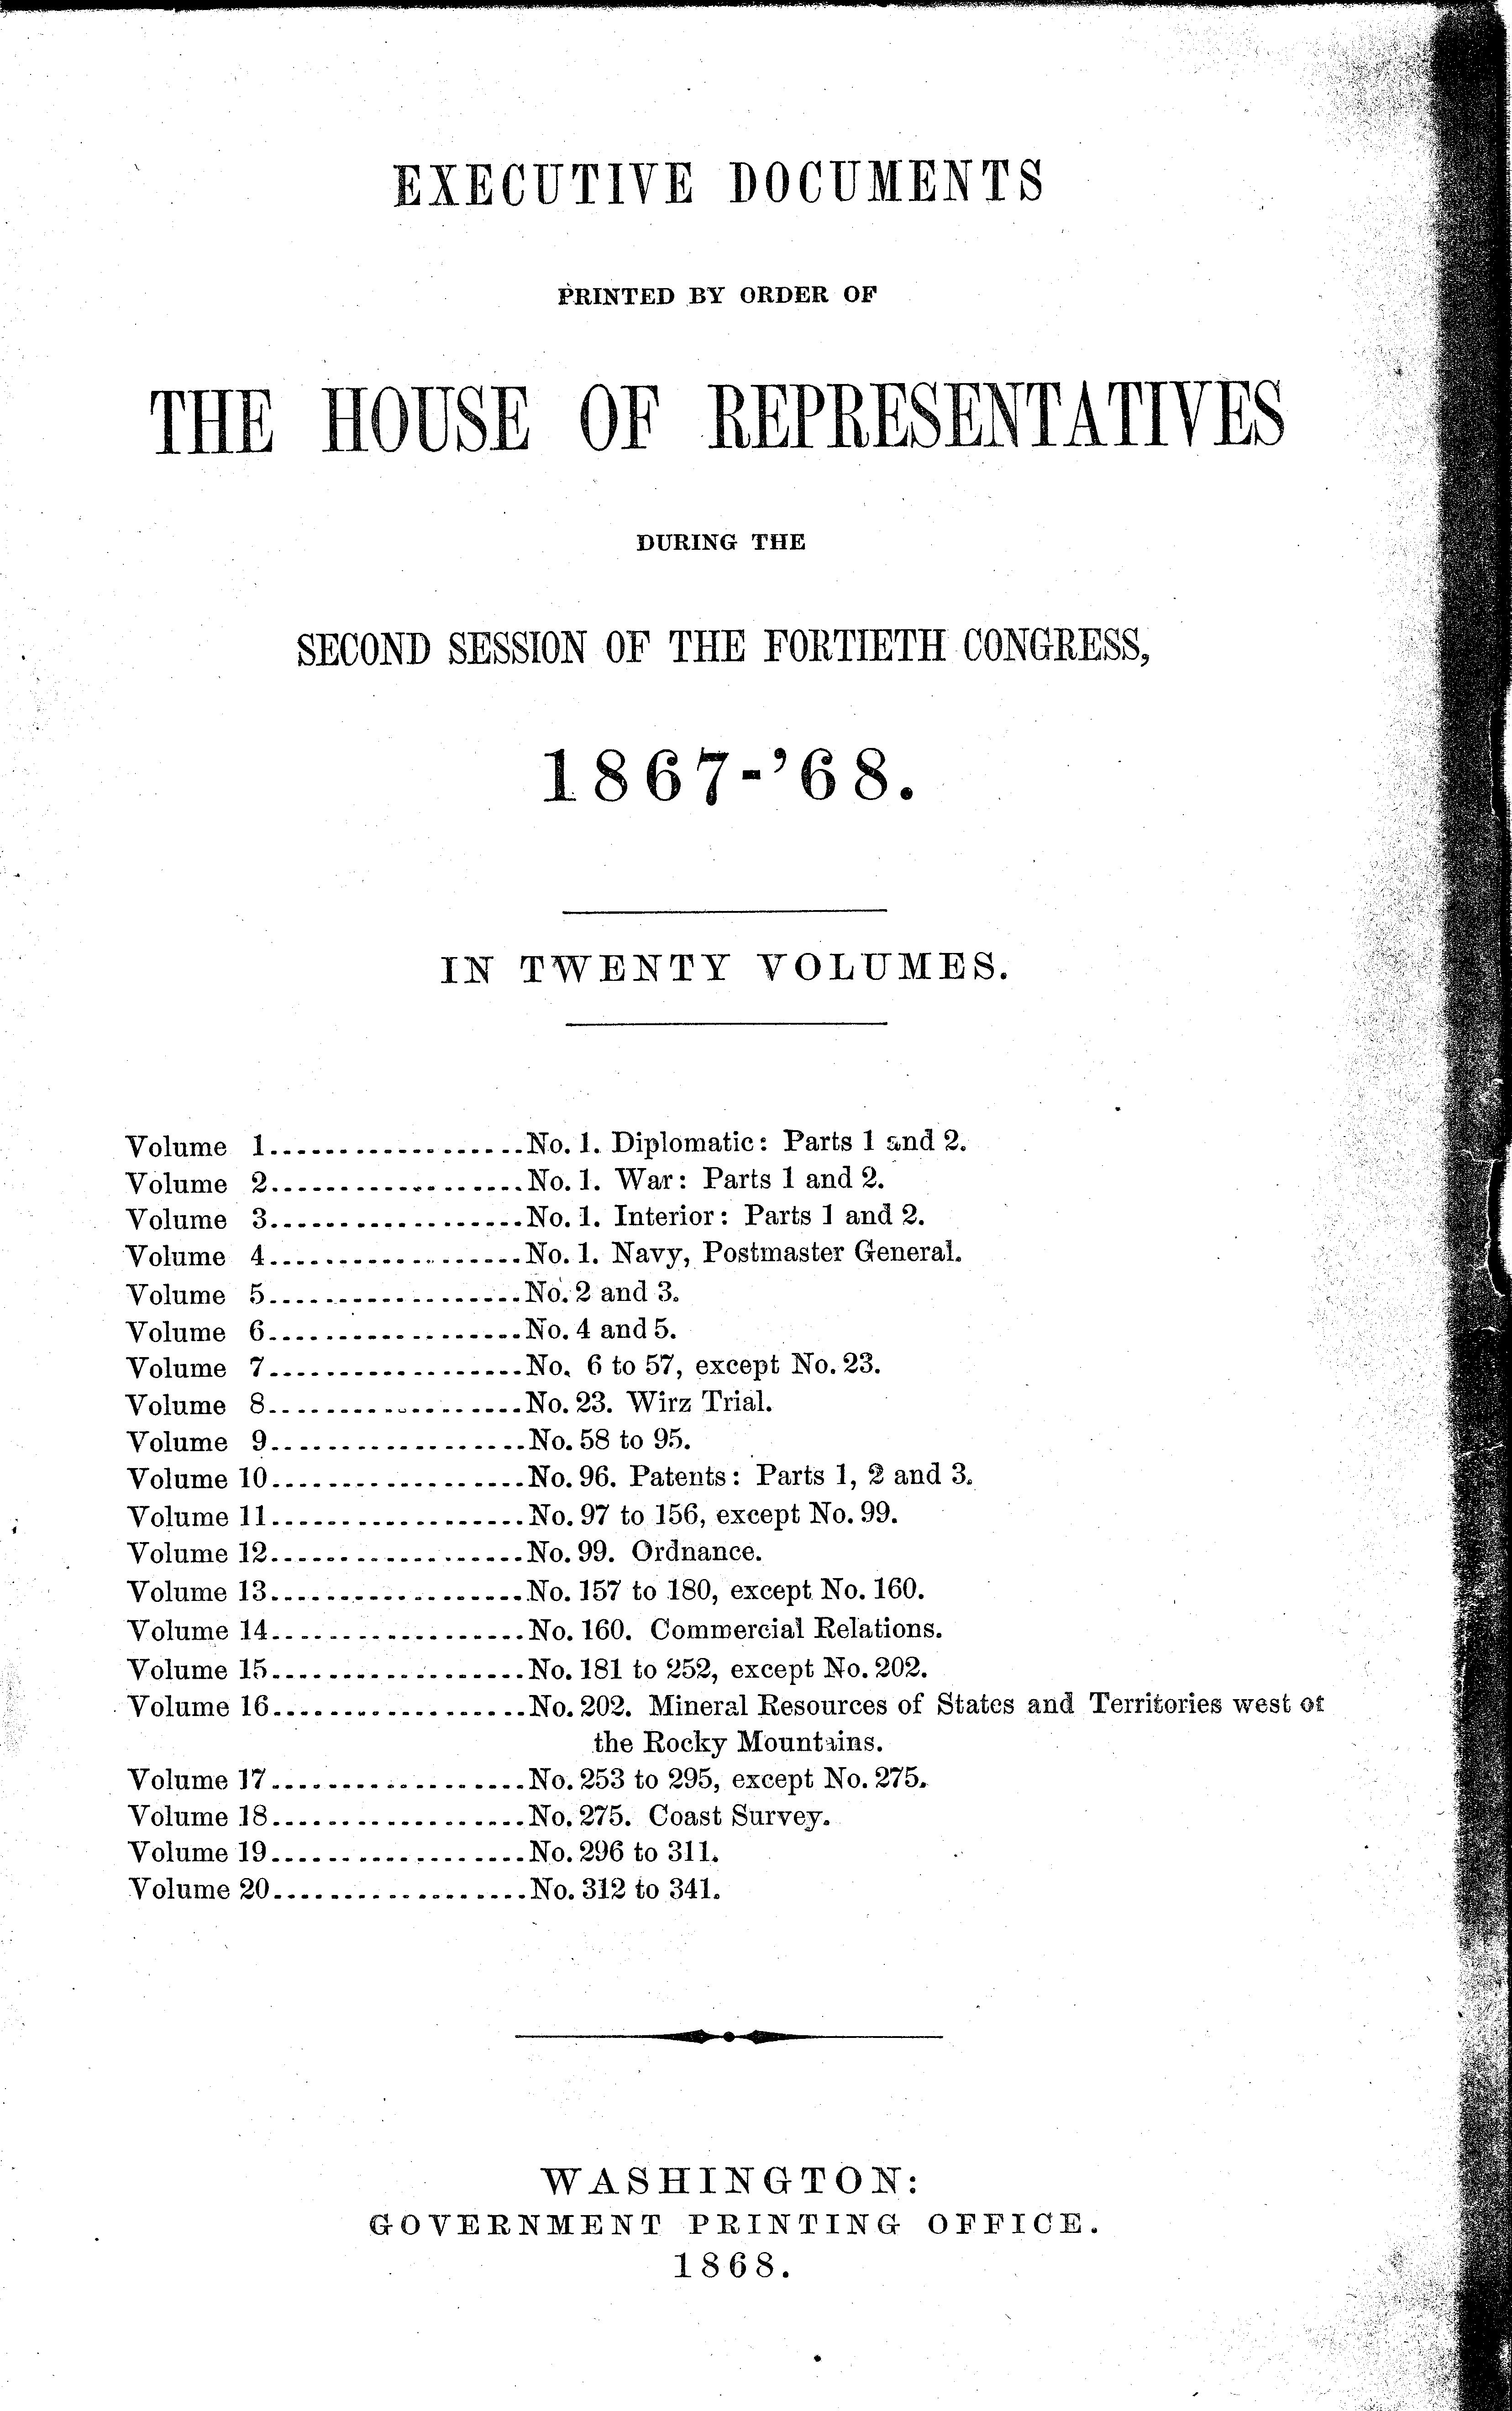 EXECUTIVE DOCUMENTS
PRINTED BY ORDER OF
THE HOUSE OF REPRESENTATIVES
DURING THE
SECOND SESSION OF THE FORTIETH CONGRESS,
1867-'68.
IN TWENTY VOLUMES.
Volume 1..................No. 1. Diplomatic: Parts 1 and 2.
Volume 2..................No. 1. War: Parts 1 and 2.
Volume 3..................No. 1. Interior: Parts 1 and 2.
Volume 4..................No. 1. Navy, Postmaster General.
Volume 5..................No. 2 and 3.
Volume 6..................No. 4 and 5.
Volume 7..................No. 6 to 57, except No. 23.
Volume 8..................No. 23. Wirz Trial.
Volume 9..................No. 58 to 95.
Volume 10..................No. 96. Patents: Parts 1, 2 and 3.
Volume 11..................No. 97 to 156, except No. 99.
Volume 12..................No. 99. Ordnance.
Volume 13..................No. 157 to 180, except No. 160.
Volume 14..................No. 160. Commercial Relations.
Volume 15..................No. 181 to 252, except No. 202.
Volume 16..................No. 202. Mineral Resources of States and Territories west of
the Rocky Mountains.
Volume 17..................No. 253 to 295, except No. 275.
Volume 18..................No. 275. Coast Survey.
Volume 19..................No. 296 to 311.
Volume 20..................No. 312 to 341.
WASHINGTON:
GOVERNMENT PRINTING OFFICE.
1868.